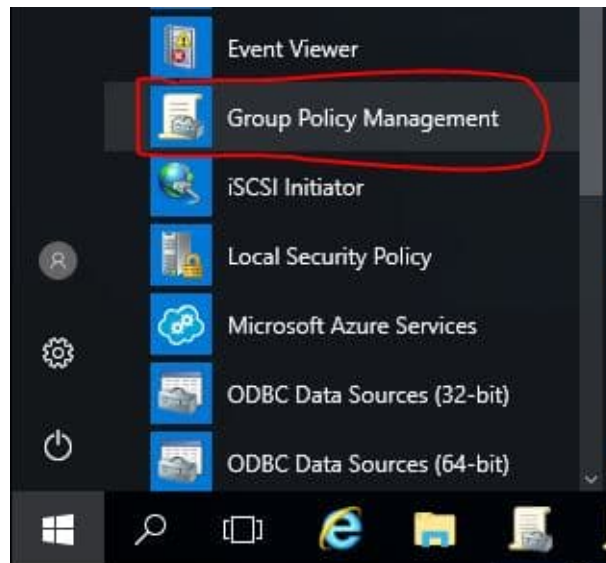 Event Viewer
Group Policy Management
iSCSI Initiator
Local Security Policy
Microsoft Azure Services
ODBC Data Sources (32-bit)
ODBC Data Sources (64-bit)